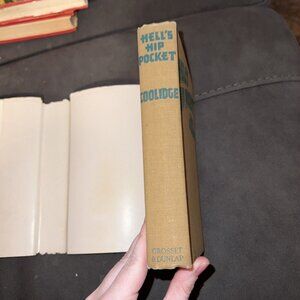 HELL'S
HIP
POCKET
COOLIDGE
GROSSET
& DUNLAP